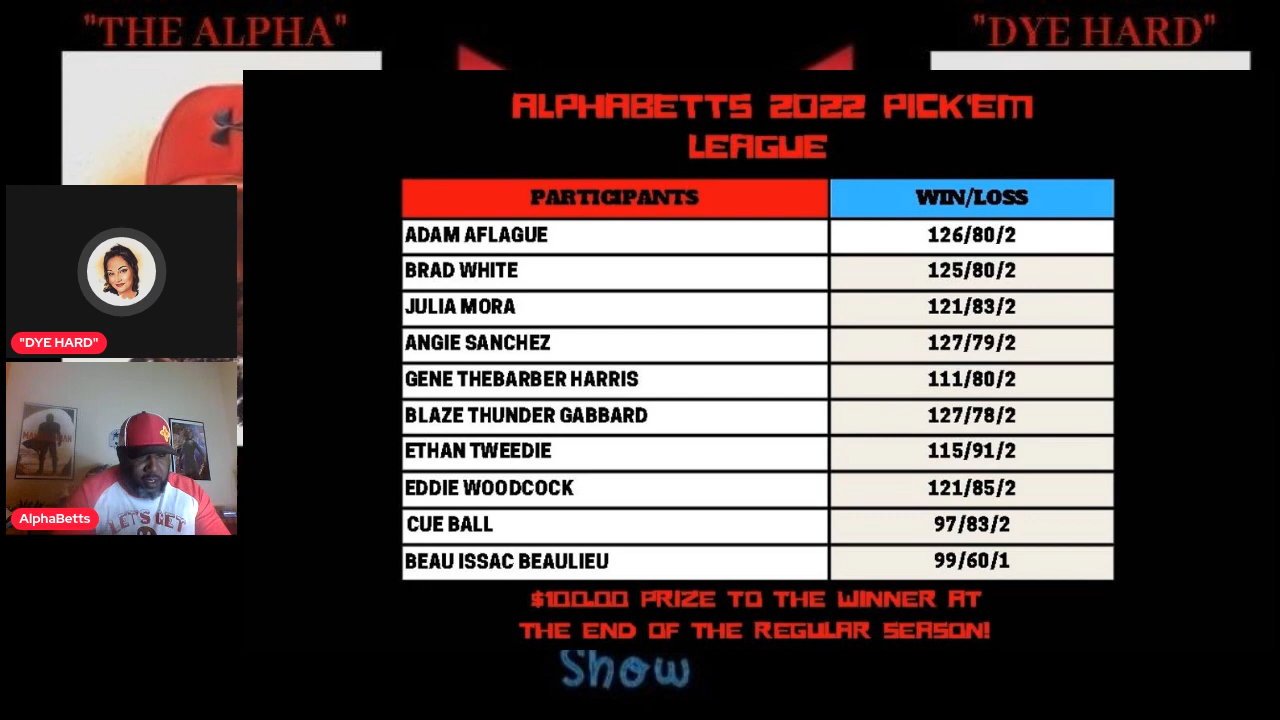 "THE ALPHA"
"DYE HARD"
ALPHABETTS 2022 PICK'EM
LEAGUE
PARTICIPANTS WIN/LOSS
ADAM AFLAGUE 126/80/2
BRAD WHITE 125/80/2
JULIA MORA 121/83/2
ANGIE SANCHEZ 127/79/2
GENE THEBARBER HARRIS 111/80/2
BLAZE THUNDER GABBARD 127/78/2
ETHAN TWEEDIE 115/91/2
EDDIE WOODCOCK 121/85/2
CUE BALL 97/83/2
BEAU ISSAC BEAULIEU 99/60/1
$100.00 PRIZE TO THE WINNER AT
THE END OF THE REGULAR SEASON!
"DYE HARD"
LET'S GET
AlphaBetts
Show